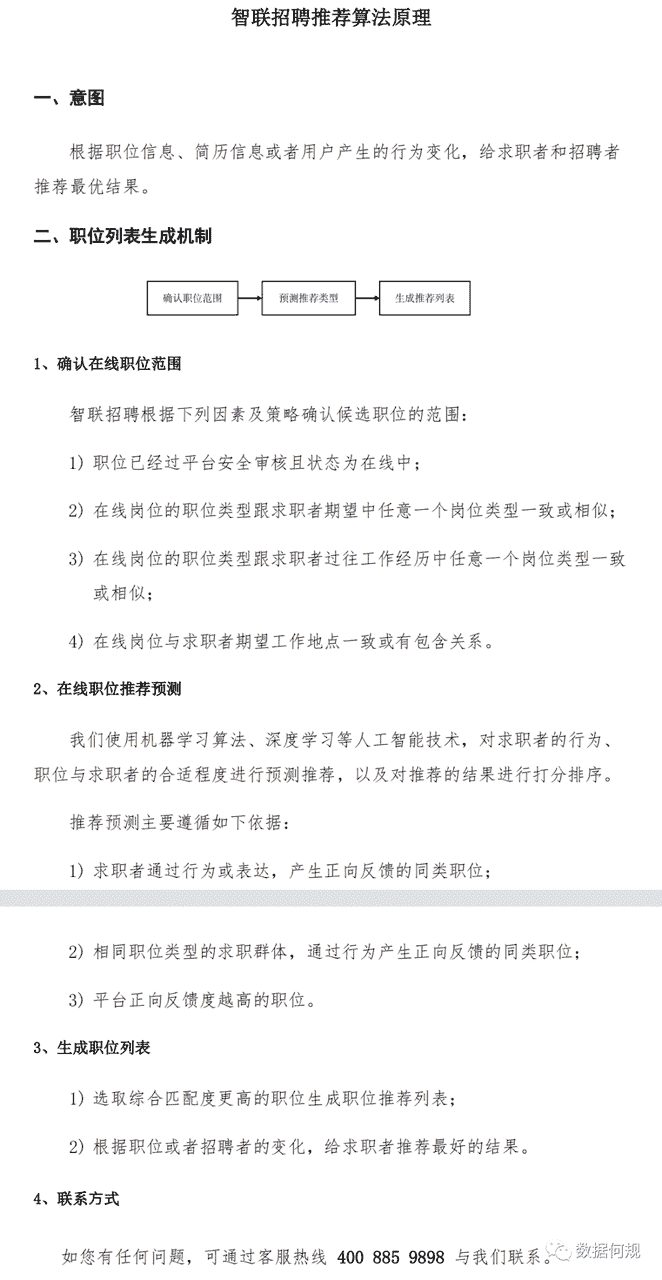 智联招聘推荐算法原理
一、意图
根据职位信息、简历信息或者用户产生的行为变化，给求职者和招聘者
推荐最优结果。
二、职位列表生成机制
确认职位范围
预测推荐类型
生成推荐列表
1、确认在线职位范围
智联招聘根据下列因素及策略确认候选职位的范围：
1）职位已经过平台安全审核且状态为在线中；
2）在线岗位的职位类型跟求职者期望中任意一个岗位类型一致或相似；
3）在线岗位的职位类型跟求职者过往工作经历中任意一个岗位类型一致
或相似；
4）在线岗位与求职者期望工作地点一致或有包含关系。
2、在线职位推荐预测
我们使用机器学习算法、深度学习等人工智能技术，对求职者的行为、
职位与求职者的合适程度进行预测推荐，以及对推荐的结果进行打分排序。
推荐预测主要遵循如下依据：
1）求职者通过行为或表达，产生正向反馈的同类职位；
2）相同职位类型的求职群体，通过行为产生正向反馈的同类职位；
3）平台正向反馈度越高的职位。
3、生成职位列表
1）选取综合匹配度更高的职位生成职位推荐列表；
2）根据职位或者招聘者的变化，给求职者推荐最好的结果。
4、联系方式
如您有任何问题，可通过客服热线 400 885 9898 与我们联系。
数据何规